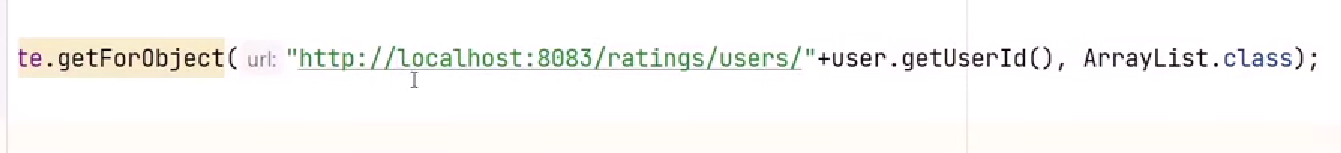 te.getForObject( url: "http://localhost:8083/ratings/users/"+user.getUserId(), ArrayList.class);